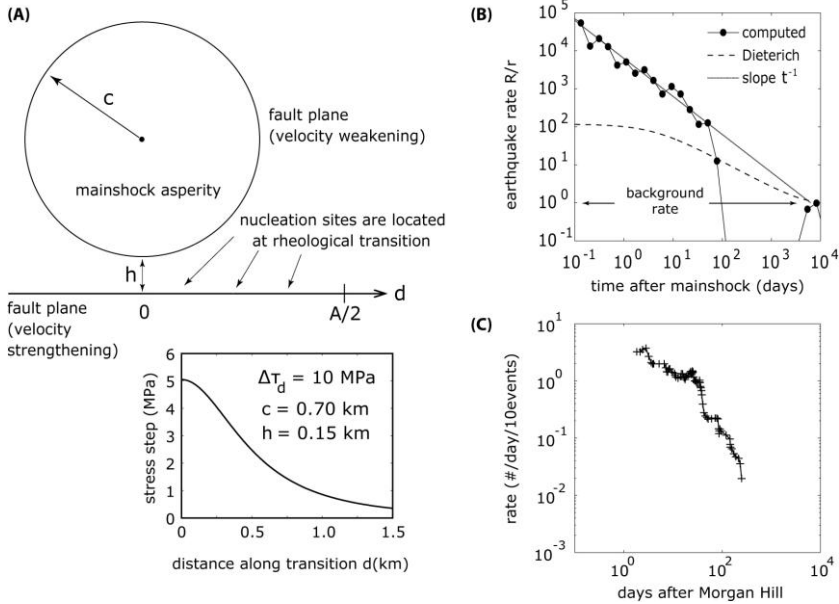 (A)
c
fault plane
(velocity weakening)
mainshock asperity
nucleation sites are located
at rheological transition
h
d
0
A/2
fault plane
(velocity
strengthening)
stress step (MPa)
6
5
4
3
2
1
0
Δτd = 10 MPa
c = 0.70 km
h = 0.15 km
0
0.5
1.0
1.5
distance along transition d(km)
(B)
earthquake rate R/r
10^5
10^4
10^3
10^2
10^1
10^0
10^-1
computed
Dieterich
slope t^-1
background
rate
10^-1
10^0
10^1
10^2
10^3
10^4
time after mainshock (days)
(C)
rate (#/day/10events)
10^1
10^0
10^-1
10^-2
10^-3
10^0
10^2
10^4
days after Morgan Hill